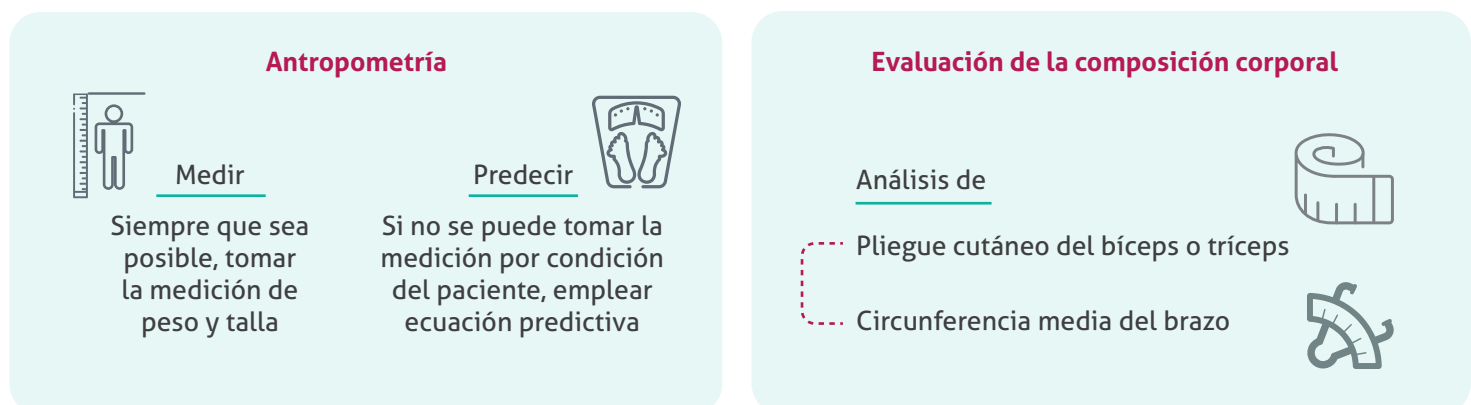 Antropometría
Medir
Siempre que sea
posible, tomar
la medición de
peso y talla
Predecir
Si no se puede tomar la
medición por condición
del paciente, emplear
ecuación predictiva
Evaluación de la composición corporal
Análisis de
Pliegue cutáneo del bíceps o tríceps
Circunferencia media del brazo